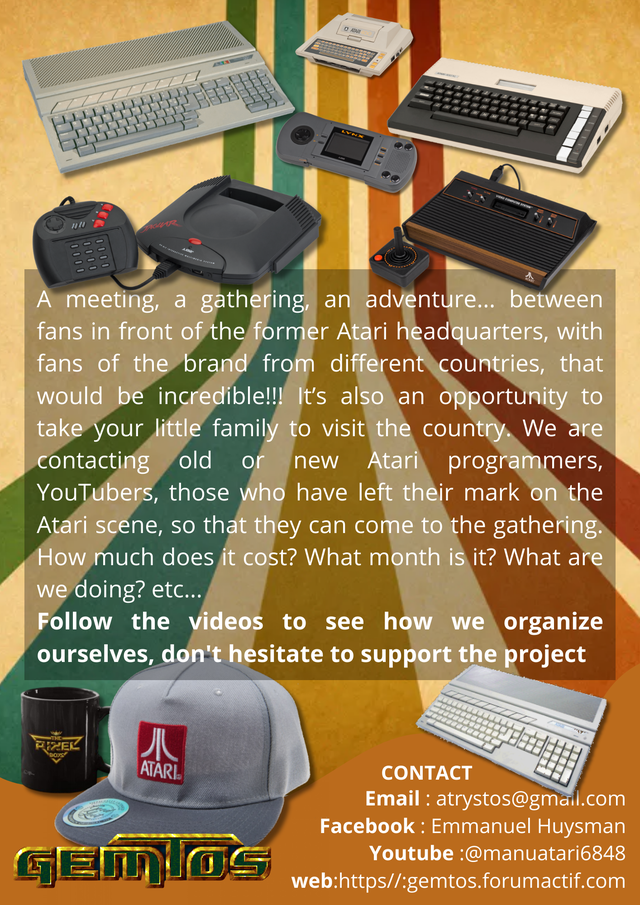 LYNX
JAGUAR
A meeting, a gathering, an adventure... between
fans in front of the former Atari headquarters, with
fans of the brand from different countries, that
would be incredible!!! It’s also an opportunity to
take your little family to visit the country. We are
contacting old or new Atari programmers,
YouTubers, those who have left their mark on the
Atari scene, so that they can come to the gathering.
How much does it cost? What month is it? What are
we doing? etc...
Follow the videos to see how we organize
ourselves, don't hesitate to support the project
THE
PIXEL
BOYS
ATARI
GEMTOS
CONTACT
Email : atrystos@gmail.com
Facebook : Emmanuel Huysman
Youtube :@manuatari6848
web:https//:gemtos.forumactif.com